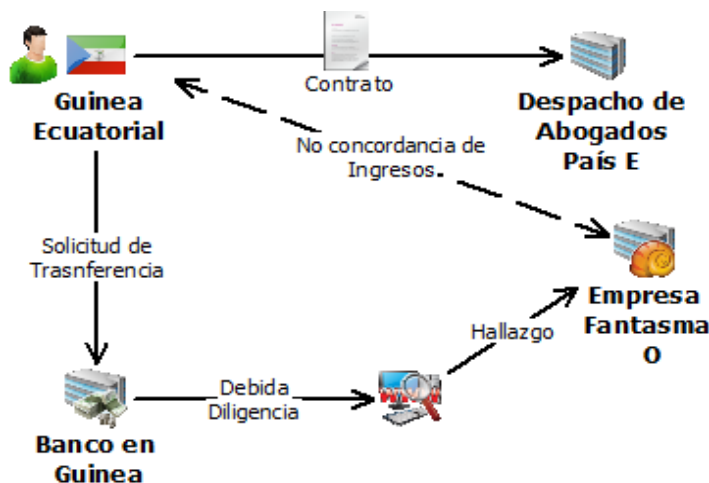 Contrato
Guinea
Ecuatorial
Despacho de
Abogados
País E
No concordancia de
Ingresos.
Solicitud de
Trasnferencia
Empresa
Fantasma
O
Hallazgo
Debida
Diligencia
Banco en
Guinea